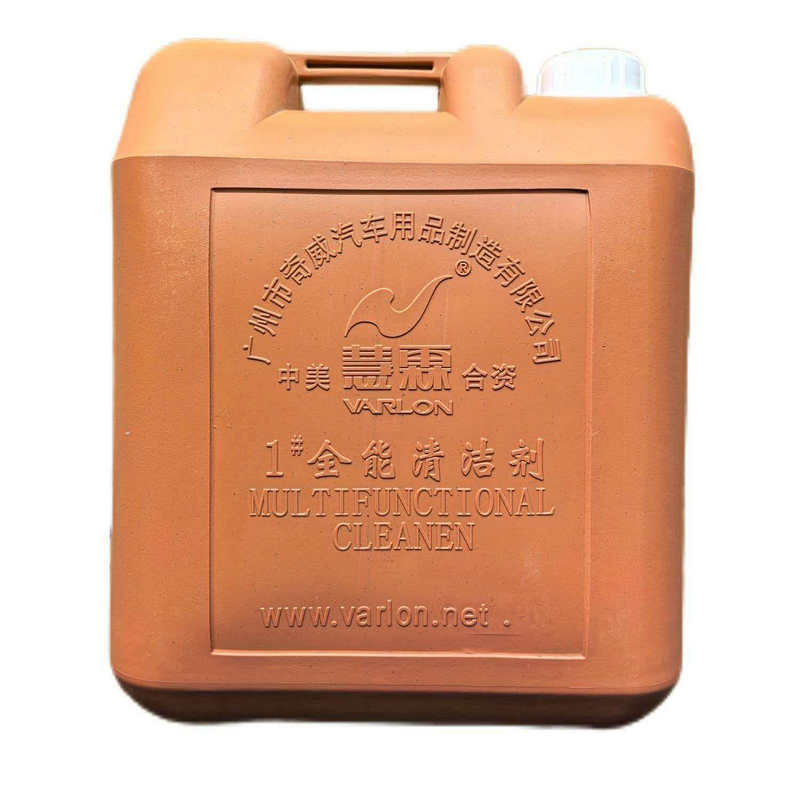 广州市奇威汽车用品制造有限公司
®
中美 慧霖 合资
VARLON
1#全能清洁剂
MULTIFUNCTIONAL
CLEANEN
www.varlon.net .